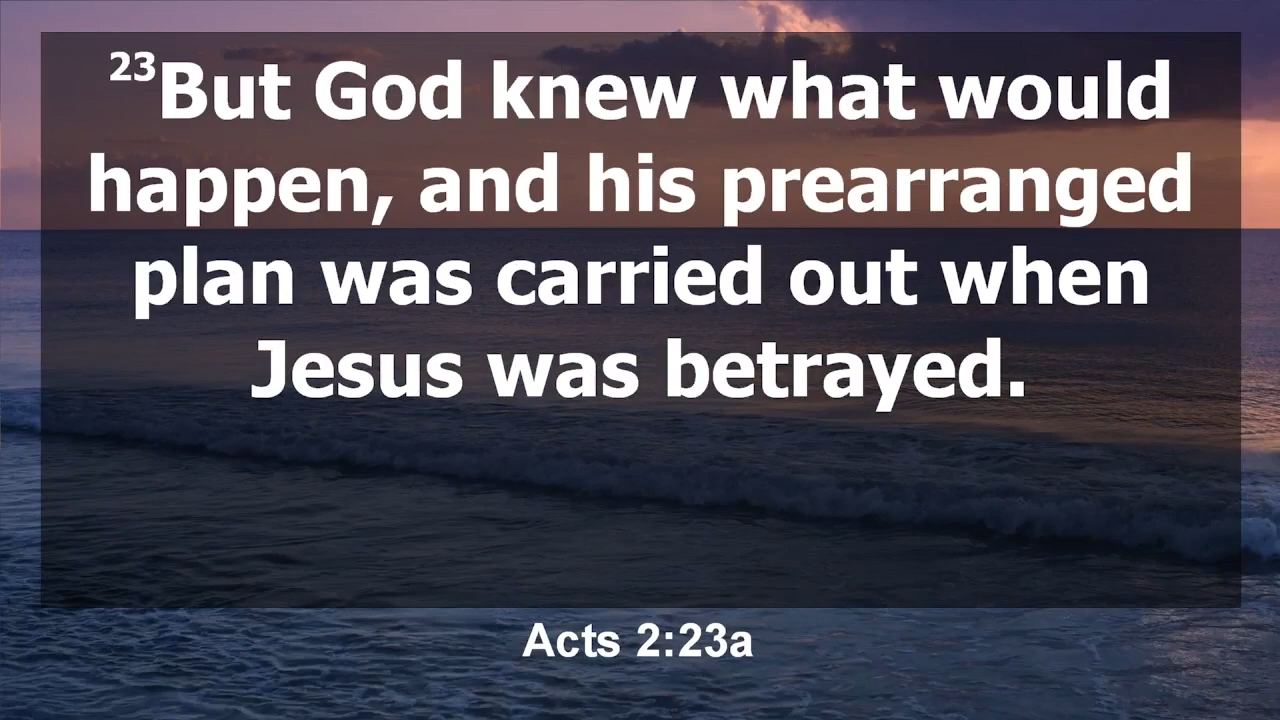 ²³But God knew what would
happen, and his prearranged
plan was carried out when
Jesus was betrayed.
Acts 2:23a